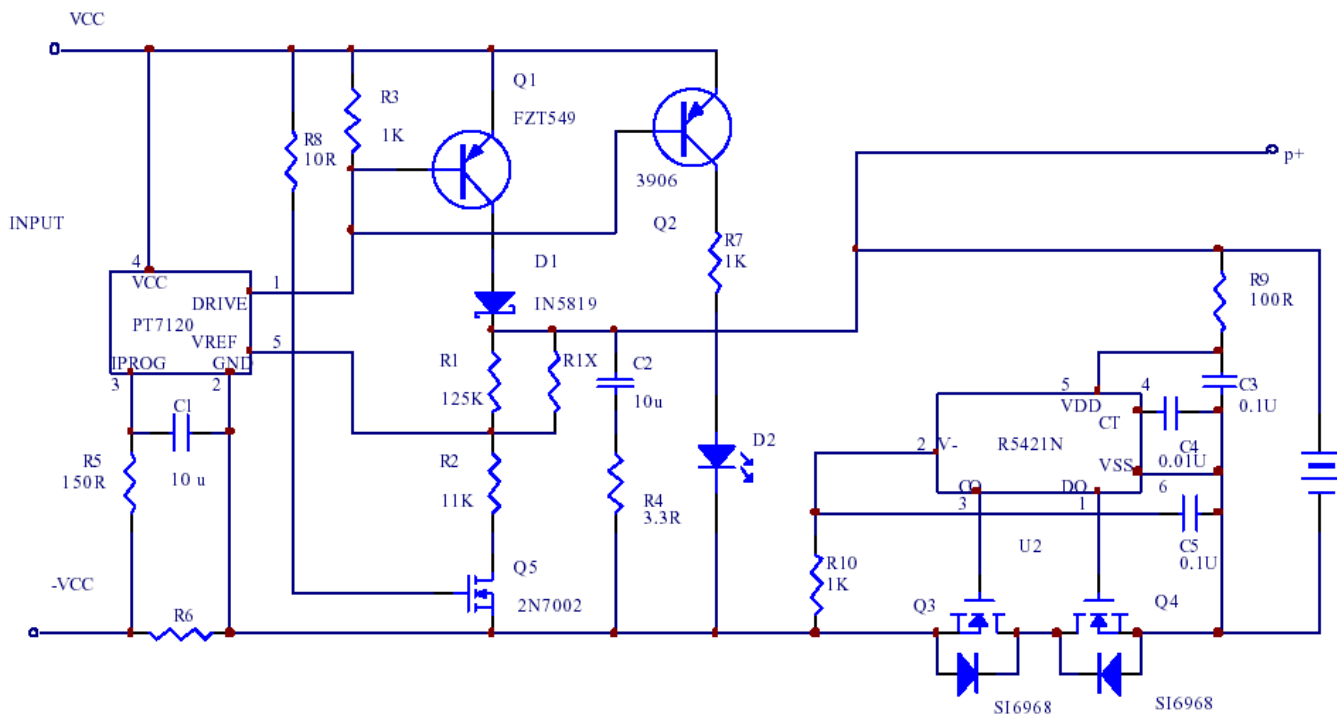 VCC
Q1
R3
FZT549
R8
1K
10R
3906
p+
INPUT
Q2
4
R7
1K
VCC
1
D1
R9
100R
DRIVE
IN5819
PT7120
VREF
5
R1
R1X
C2
IPROG
GND
3
2
125K
10u
5
4
C3
0.1U
C1
VDD
CT
D2
2
V-
R5421N
C4
R5
150R
R2
VSS
0.01U
10 u
CO
DO
6
11K
R4
3.3R
3
1
U2
C5
0.1U
-VCC
Q5
R10
1K
2N7002
Q3
Q4
R6
SI6968
SI6968